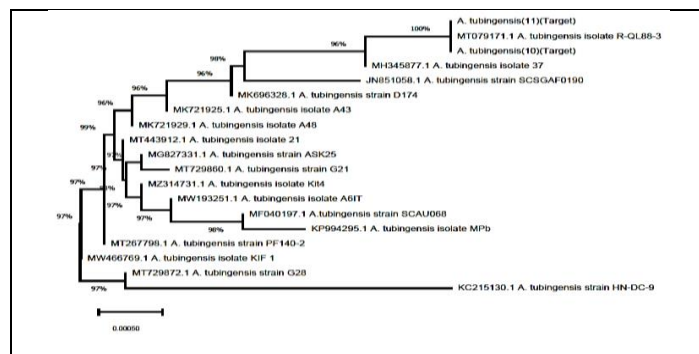 A. tubingensis(11)(Target)
100%
MT079171.1 A. tubingensis isolate R-QL88-3
96%
A. tubingensis(10)(Target)
98%
MH345877.1 A. tubingensis isolate 37
96%
JN851058.1 A. tubingensis strain SCSGAF0190
96%
MK696328.1 A. tubingensis strain D174
96%
MK721925.1 A. tubingensis isolate A43
99%
MK721929.1 A. tubingensis isolate A48
MT443912.1 A. tubingensis isolate 21
MG827331.1 A. tubingensis strain ASK25
97%
MT729860.1 A. tubingensis strain G21
97%
MZ314731.1 A. tubingensis isolate Kit4
MW193251.1 A. tubingensis isolate A6IT
97%
97%
MF040197.1 A.tubingensis strain SCAU068
97%
98%
KP994295.1 A. tubingensis isolate MPb
MT267798.1 A. tubingensis strain PF140-2
MW466769.1 A. tubingensis isolate KIF 1
MT729872.1 A. tubingensis strain G28
97%
KC215130.1 A. tubingensis strain HN-DC-9
0.00050